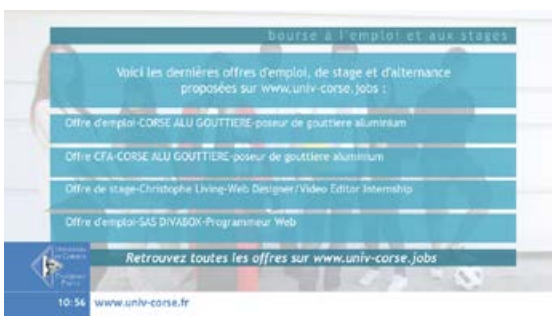 bourse à l'emploi et aux stages
Voici les dernières offres d'emploi, de stage et d'alternance
proposées sur www.univ-corse.jobs :
Offre d'emploi-CORSE ALU GOUTTIERE-poseur de gouttiere aluminium
Offre CFA-CORSE ALU GOUTTIERE-poseur de gouttiere aluminium
Offre de stage-Christophe Living-Web Designer/Video Editor Internship
Offre d'emploi-SAS DIVABOX-Programmeur Web
Retrouvez toutes les offres sur www.univ-corse.jobs
10:56 www.univ-corse.fr